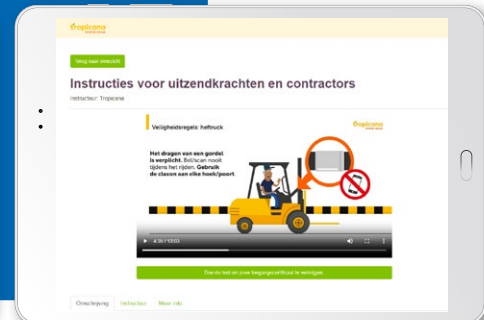 Tropicana
Terug naar overzicht
Instructies voor uitzendkrachten en contractors
Instructeur: Tropicana
Veiligheidsregels: heftruck
Tropicana
Het dragen van een gordel
is verplicht. Bel/scan nooit
tijdens het rijden. Gebruik
de claxon aan elke hoek/poort.
Doe de test om jouw toegangscertificaat te verkrijgen
Omschrijving
Instructeur
Meer info